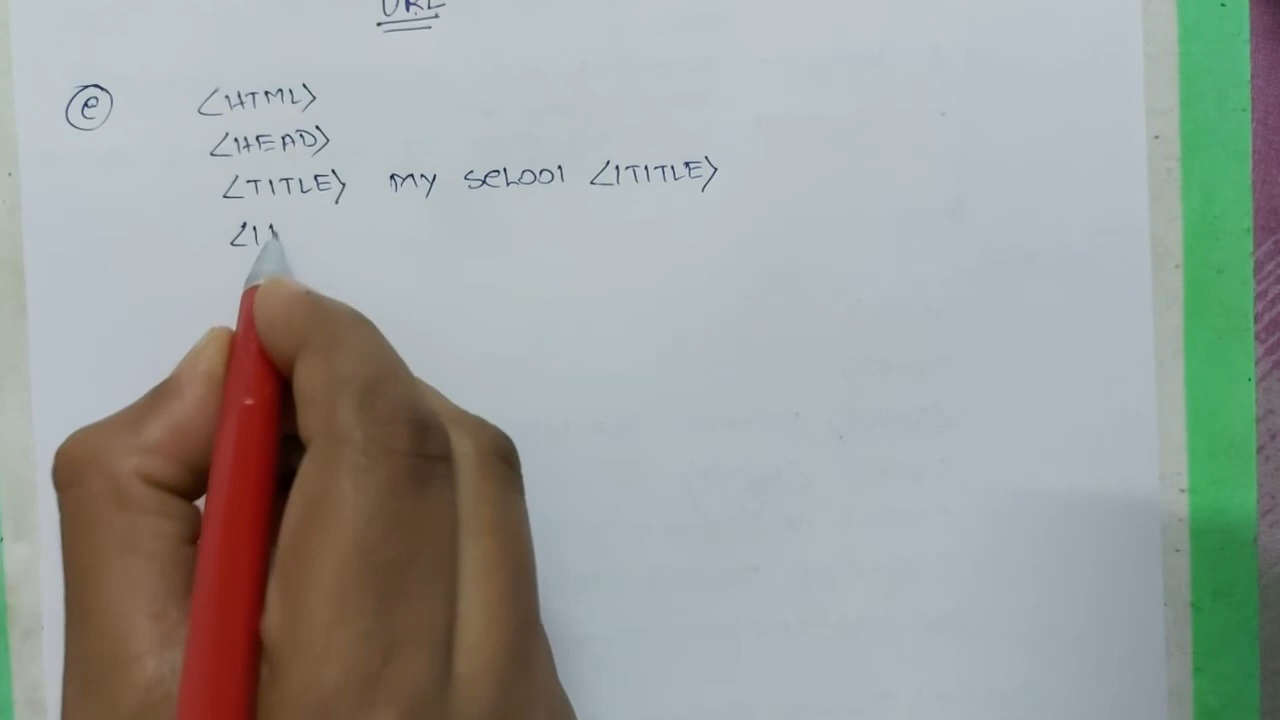 URL
ⓔ <HTML>
<HEAD>
<TITLE> my school </TITLE>
</